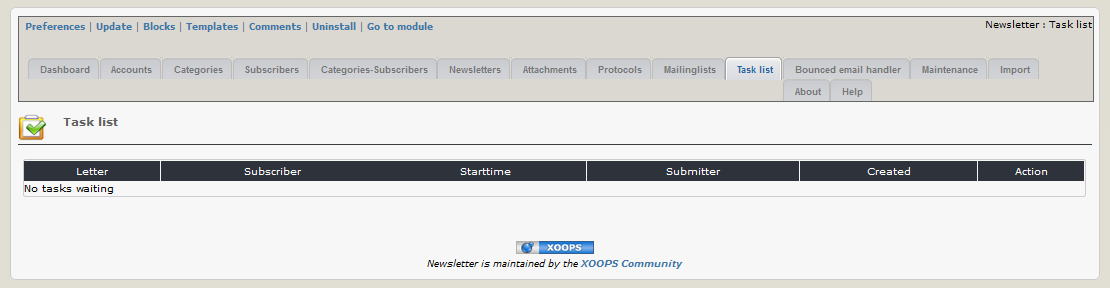 Preferences | Update | Blocks | Templates | Comments | Uninstall | Go to module
Newsletter : Task list
Dashboard Accounts Categories Subscribers Categories-Subscribers Newsletters Attachments Protocols Mailinglists Task list Bounced email handler Maintenance Import
About Help
Task list
Letter Subscriber Starttime Submitter Created Action
No tasks waiting
XOOPS
Newsletter is maintained by the XOOPS Community